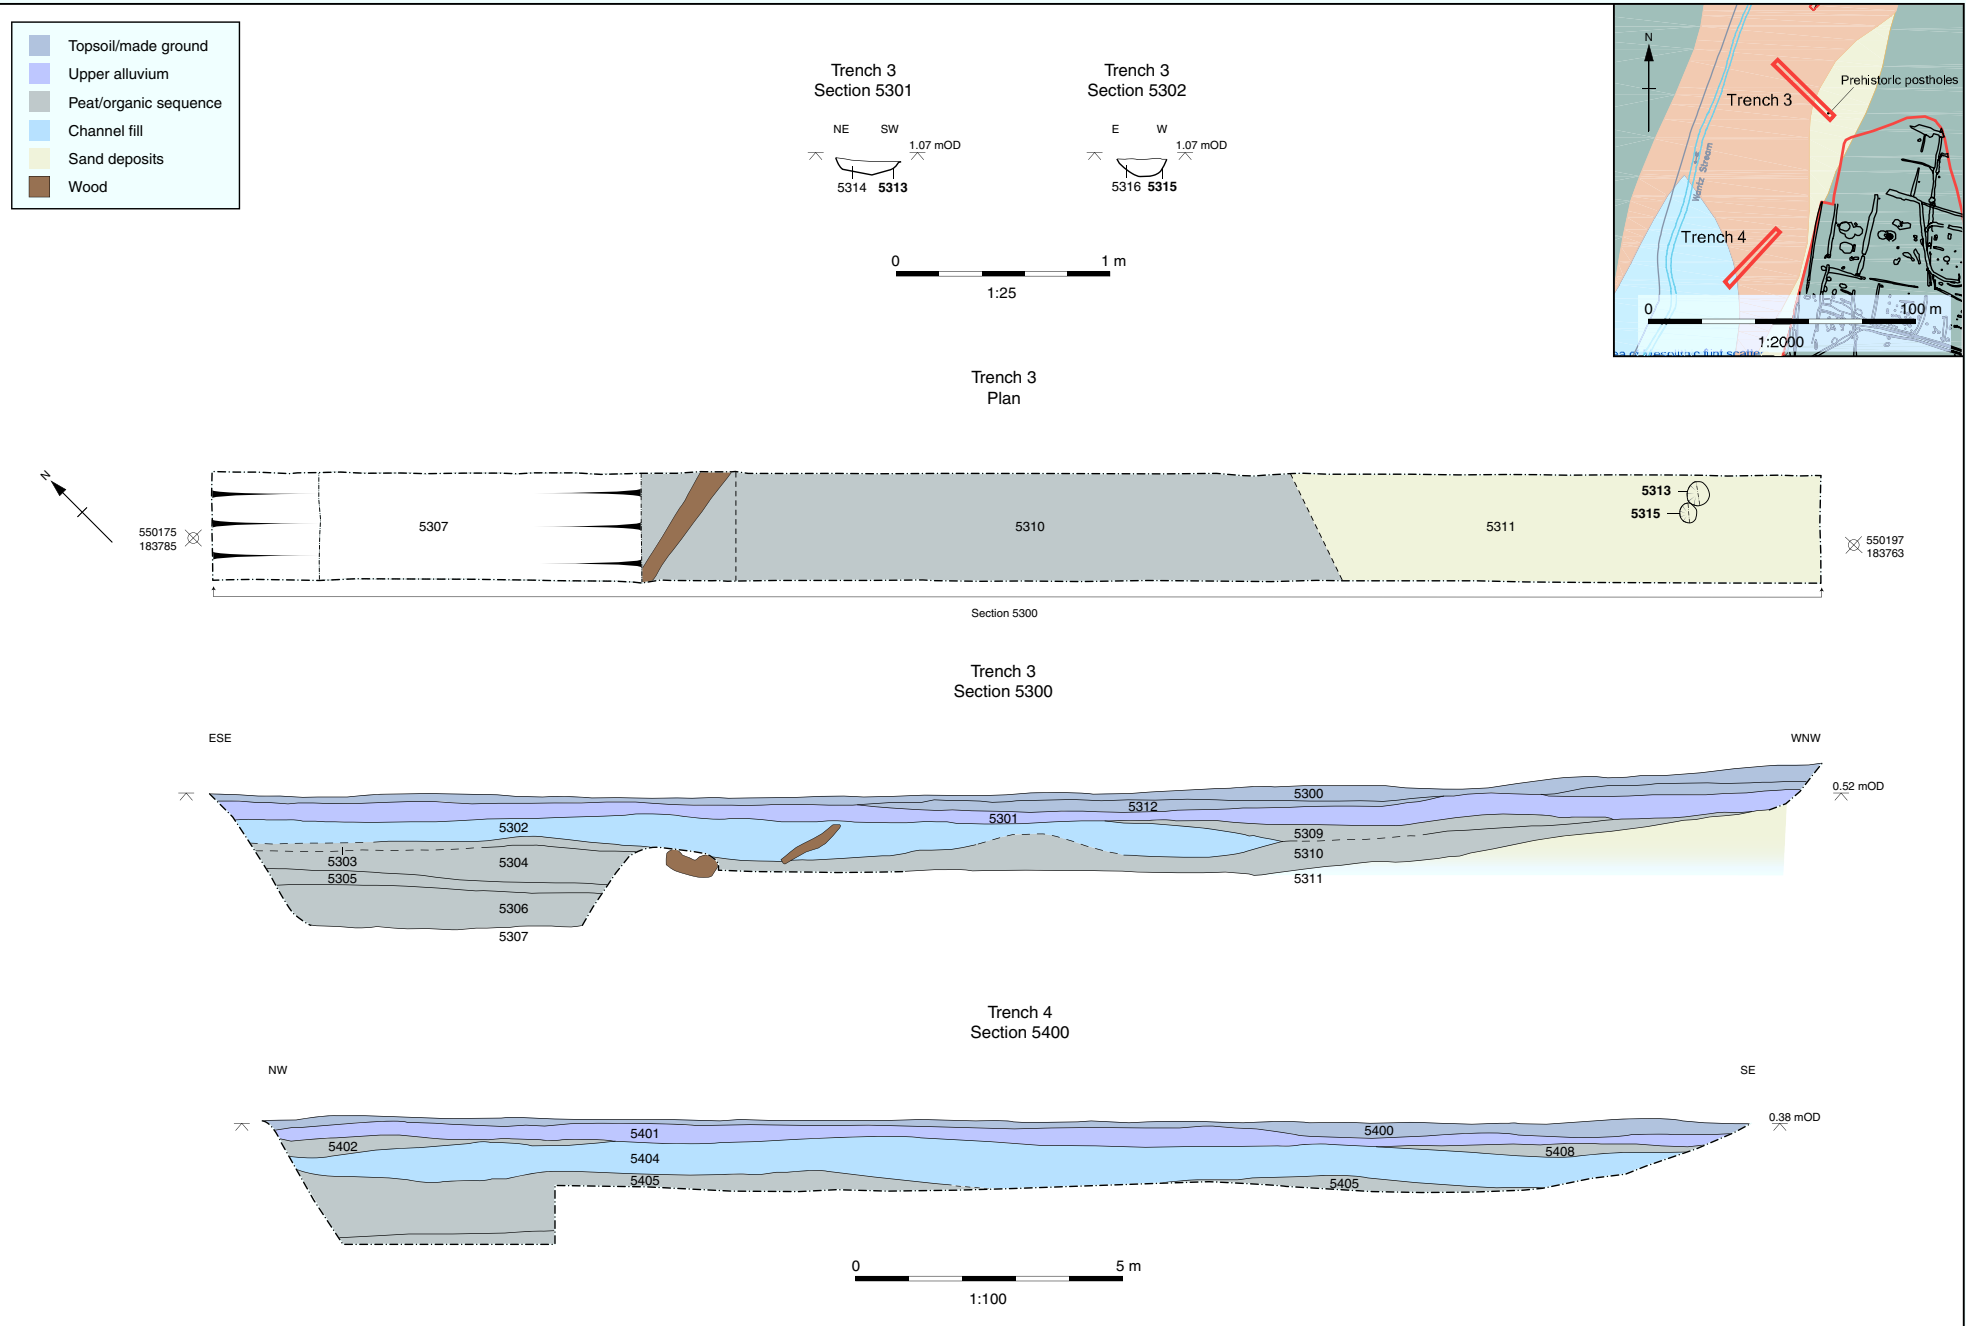 Topsoil/made ground
Upper alluvium
Peat/organic sequence
Channel fill
Sand deposits
Wood
Trench 3
Section 5301
NE SW
1.07 mOD
5314 5313
Trench 3
Section 5302
E W
1.07 mOD
5316 5315
0 1 m
1:25
N
Prehistoric postholes
Trench 3
Wantz Stream
Trench 4
0 100 m
1:2000
Trench 3
Plan
N
550175
183785
5307
5310
5311
5313
5315
550197
183763
Section 5300
Trench 3
Section 5300
ESE WNW
0.52 mOD
5300
5312
5301
5302
5309
5303
5304
5310
5305
5311
5306
5307
Trench 4
Section 5400
NW SE
0.38 mOD
5401
5400
5402
5404
5408
5405
5405
0 5 m
1:100